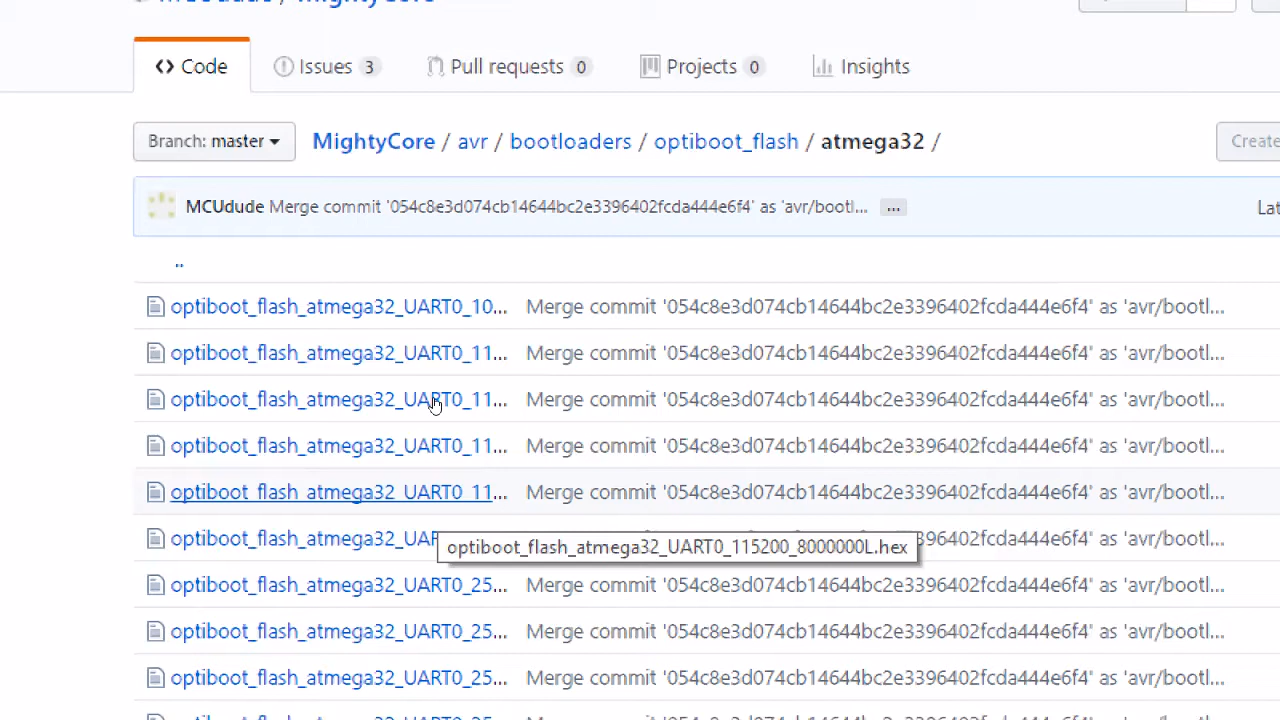 MCUdude / MightyCore
Code Issues 3 Pull requests 0 Projects 0 Insights
Branch: master MightyCore / avr / bootloaders / optiboot_flash / atmega32 / Create
MCUdude Merge commit '054c8e3d074cb14644bc2e3396402fcda444e6f4' as 'avr/bootl... ... Lat
..
optiboot_flash_atmega32_UART0_10... Merge commit '054c8e3d074cb14644bc2e3396402fcda444e6f4' as 'avr/bootl...
optiboot_flash_atmega32_UART0_11... Merge commit '054c8e3d074cb14644bc2e3396402fcda444e6f4' as 'avr/bootl...
optiboot_flash_atmega32_UART0_11... Merge commit '054c8e3d074cb14644bc2e3396402fcda444e6f4' as 'avr/bootl...
optiboot_flash_atmega32_UART0_11... Merge commit '054c8e3d074cb14644bc2e3396402fcda444e6f4' as 'avr/bootl...
optiboot_flash_atmega32_UART0_11... Merge commit '054c8e3d074cb14644bc2e3396402fcda444e6f4' as 'avr/bootl...
optiboot_flash_atmega32_UAR 3396402fcda444e6f4' as 'avr/bootl...
optiboot_flash_atmega32_UART0_115200_8000000L.hex
optiboot_flash_atmega32_UART0_25... Merge commit '054c8e3d074cb14644bc2e3396402fcda444e6f4' as 'avr/bootl...
optiboot_flash_atmega32_UART0_25... Merge commit '054c8e3d074cb14644bc2e3396402fcda444e6f4' as 'avr/bootl...
optiboot_flash_atmega32_UART0_25... Merge commit '054c8e3d074cb14644bc2e3396402fcda444e6f4' as 'avr/bootl...